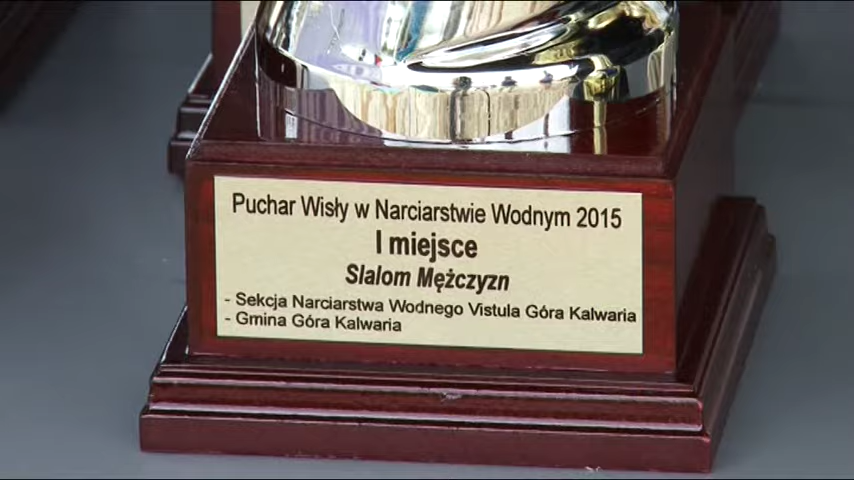 Puchar Wisły w Narciarstwie Wodnym 2015
I miejsce
Slalom Mężczyzn
- Sekcja Narciarstwa Wodnego Vistula Góra Kalwaria
- Gmina Góra Kalwaria